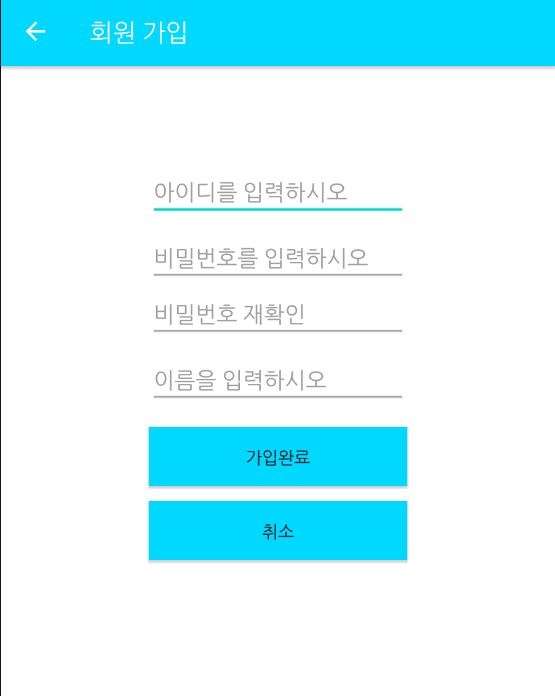 회원 가입
아이디를 입력하시오
비밀번호를 입력하시오
비밀번호 재확인
이름을 입력하시오
가입완료
취소